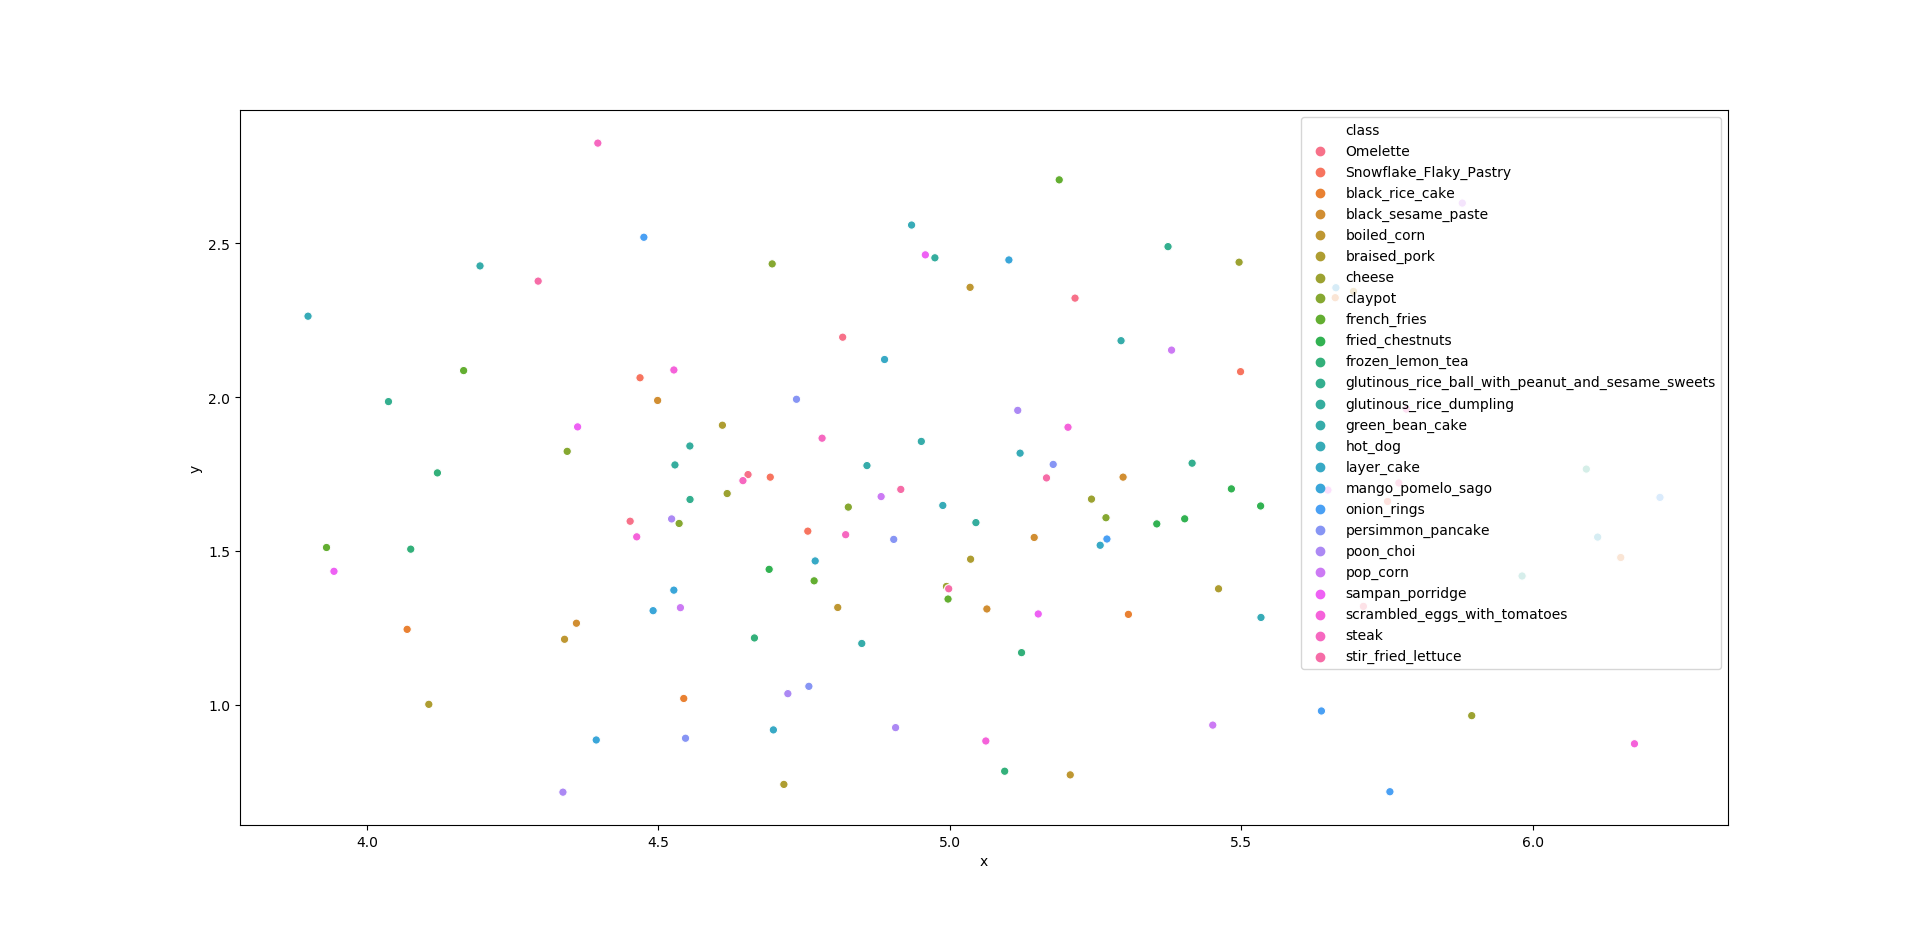 class
Omelette
Snowflake_Flaky_Pastry
black_rice_cake
black_sesame_paste
boiled_corn
braised_pork
cheese
claypot
french_fries
fried_chestnuts
frozen_lemon_tea
glutinous_rice_ball_with_peanut_and_sesame_sweets
glutinous_rice_dumpling
green_bean_cake
hot_dog
layer_cake
mango_pomelo_sago
onion_rings
persimmon_pancake
poon_choi
pop_corn
sampan_porridge
scrambled_eggs_with_tomatoes
steak
stir_fried_lettuce
2.5
2.0
1.5
1.0
y
4.0 4.5 5.0 5.5 6.0
x